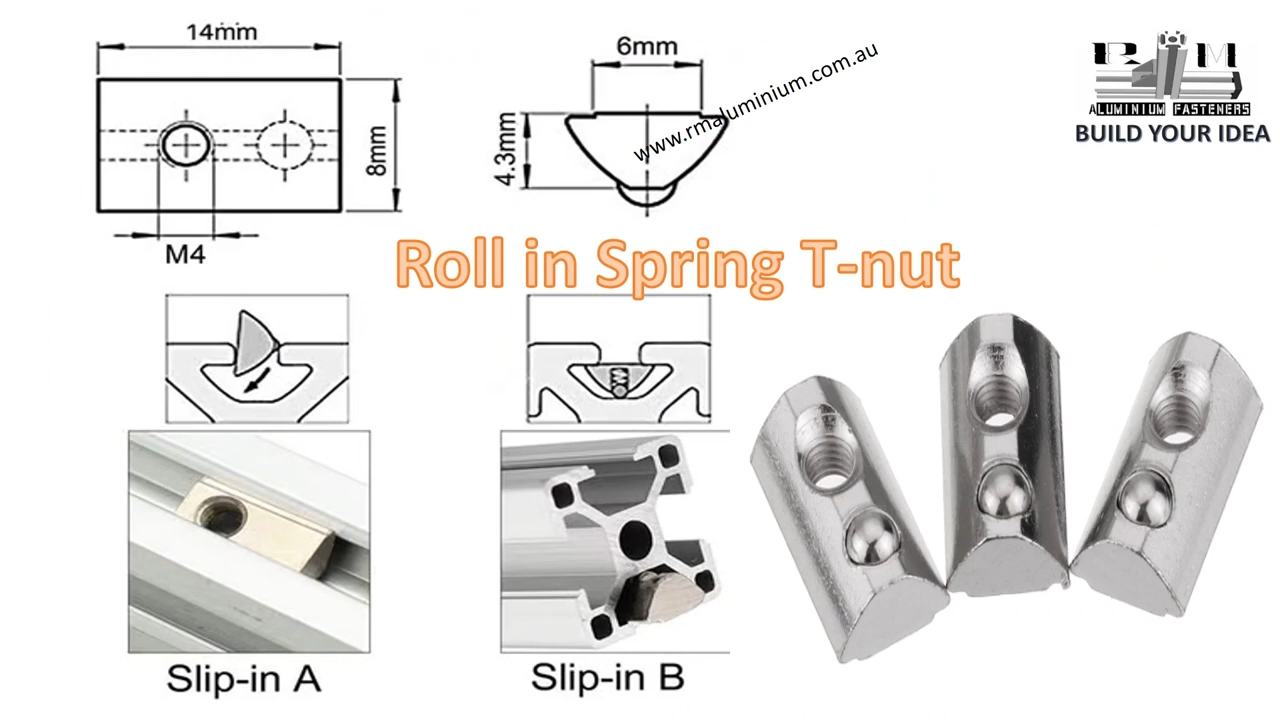 14mm
8mm
M4
6mm
4.3mm
www.rmaluminium.com.au
R M
ALUMINIUM FASTENERS
BUILD YOUR IDEA
Roll in Spring T-nut
Slip-in A
Slip-in B